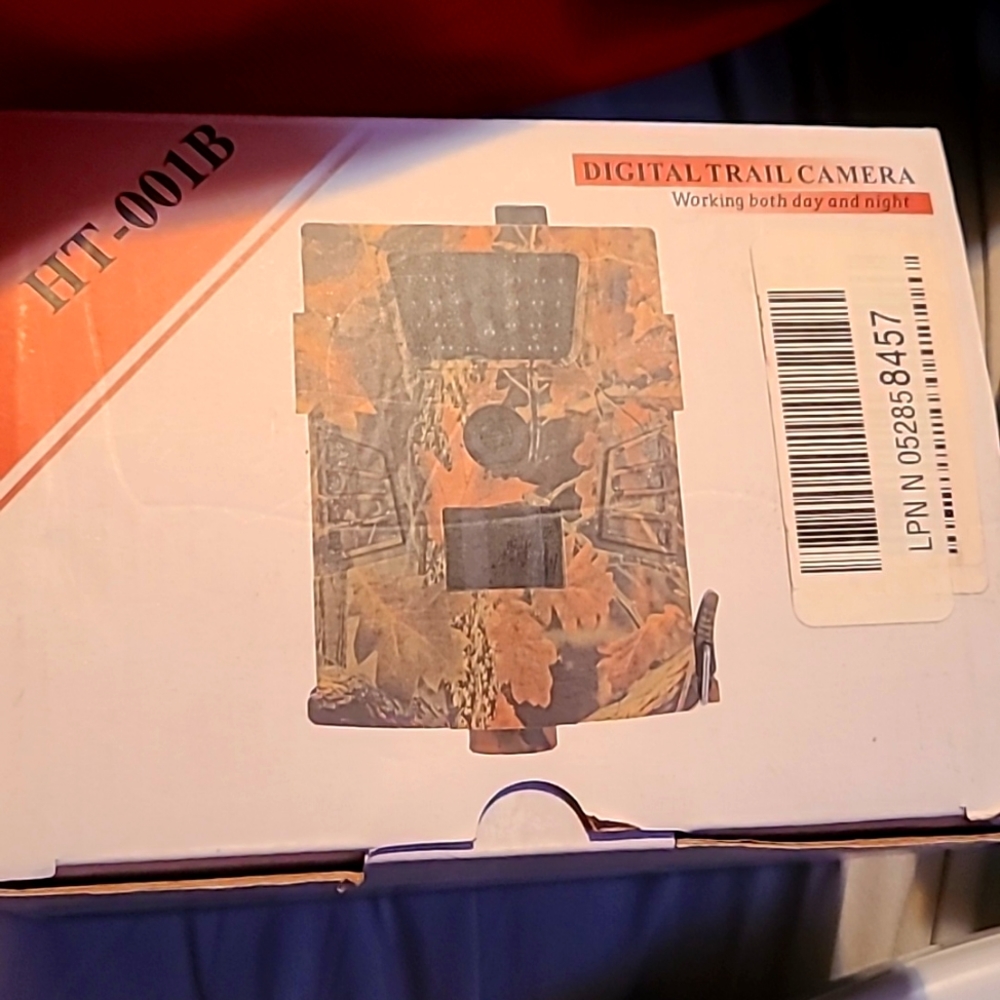 HT-001B
DIGITAL TRAIL CAMERA
Working both day and night
LPN N 052858457